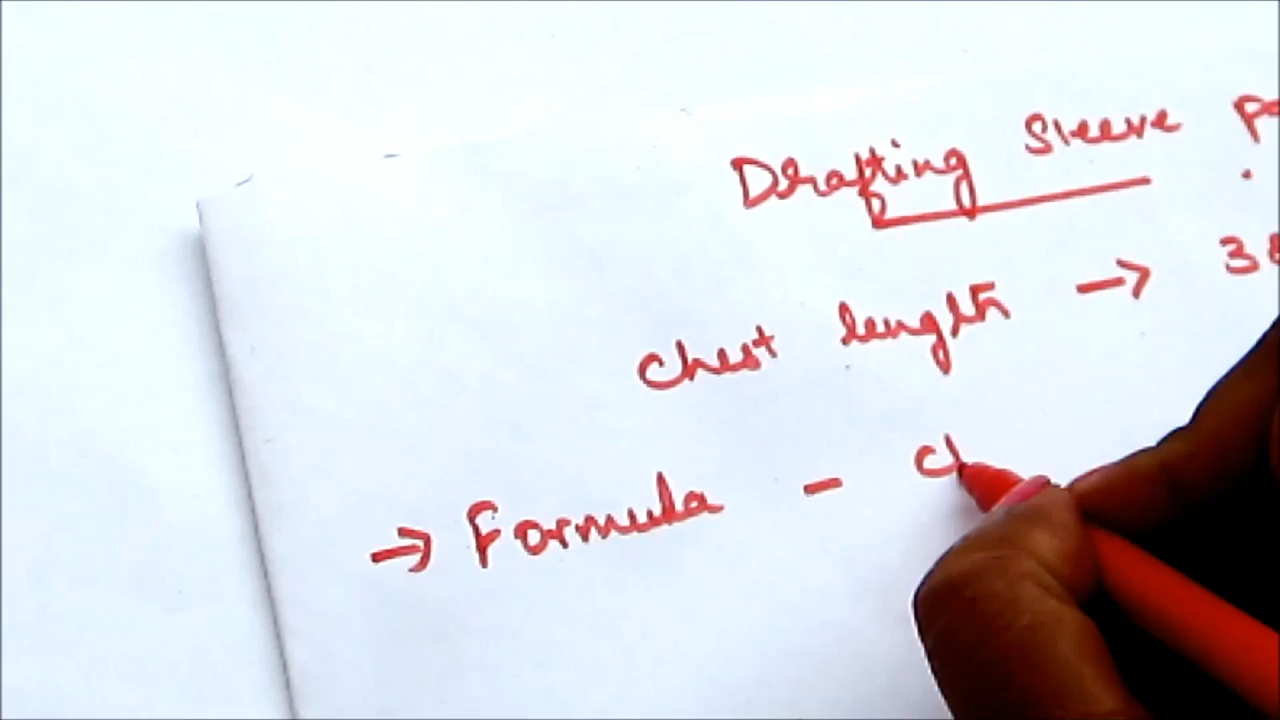 Drafting Sleeve
Chest length →
→ Formula -